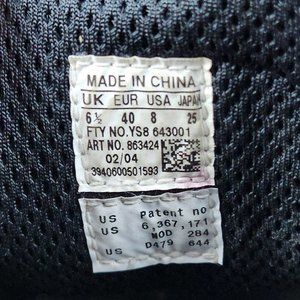 MADE IN CHINA
UK EUR USA JAPAN
6½ 40 8 25
FTY NO.YS8 643001
ART NO. 863424
02/04
3940600501593
Patent no
US 6,367,171
US MOD 284
US D479 644